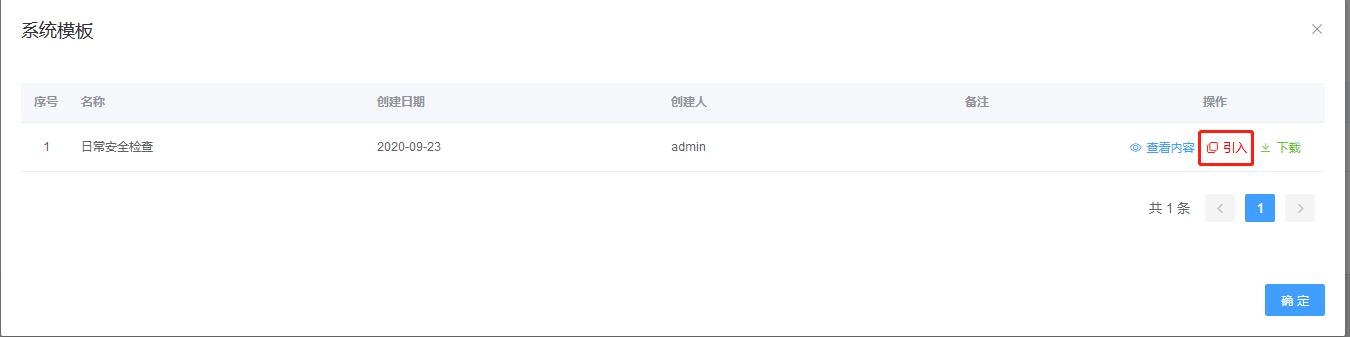 系统模板
序号 名称 创建日期 创建人 备注 操作
1 日常安全检查 2020-09-23 admin 查看内容 引入 下载
共 1 条 1
确 定